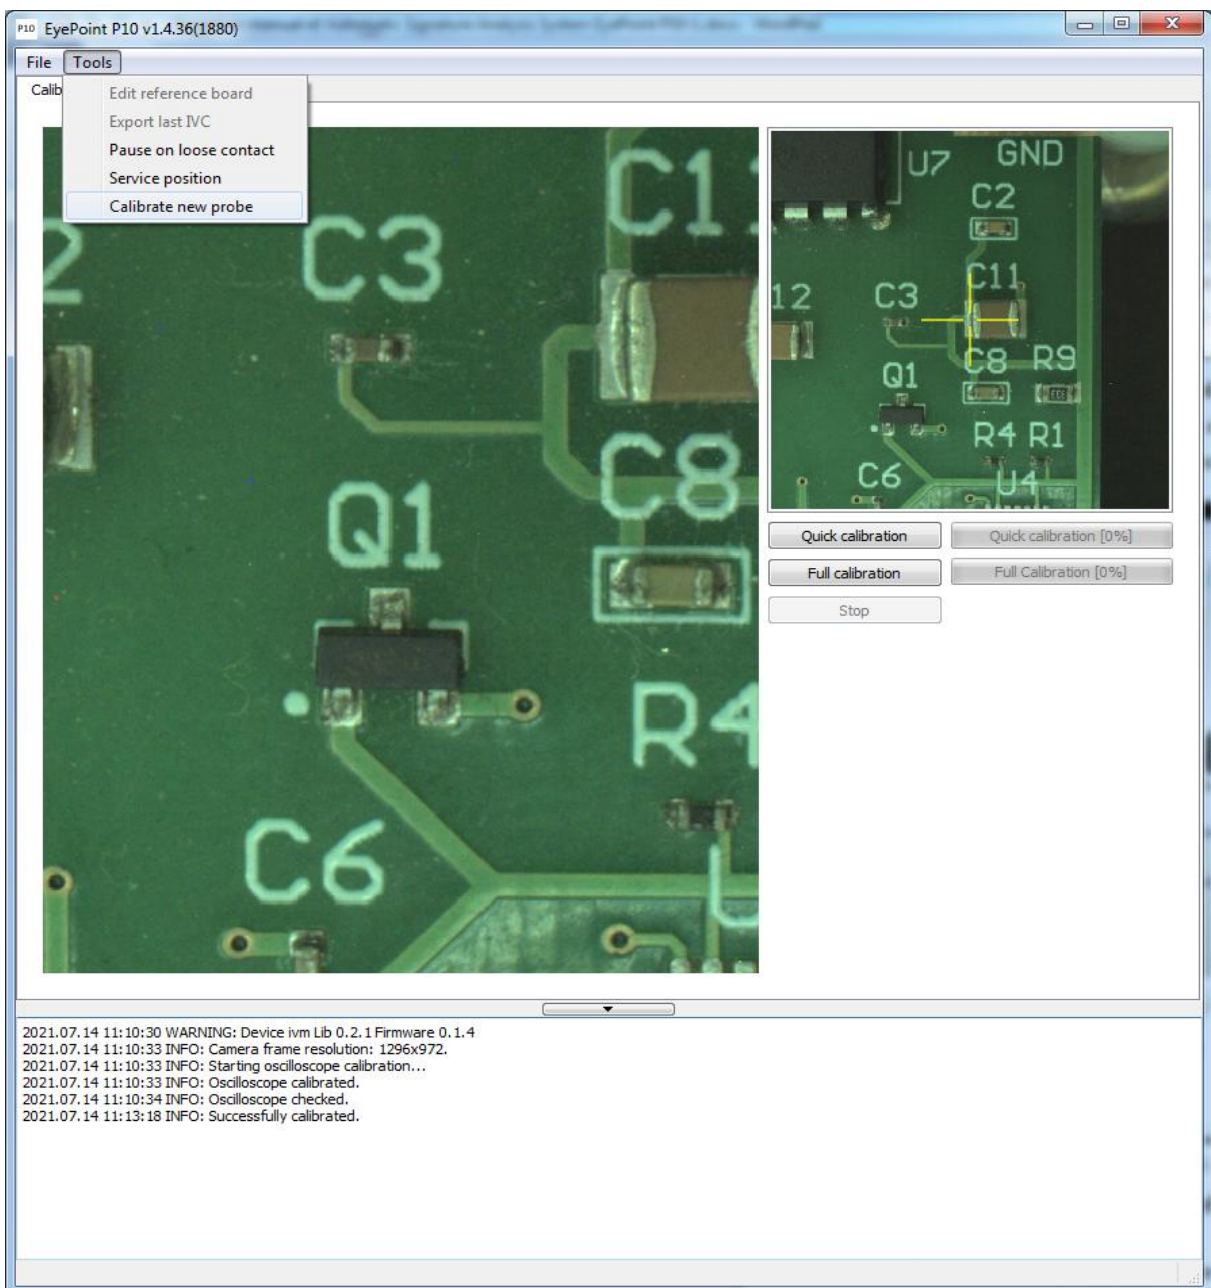 EyePoint P10 v1.4.36(1880)
File Tools
Calib
Edit reference board
Export last IVC
Pause on loose contact
Service position
Calibrate new probe
C3
C8
Q1
R4
C6
U7 GND
C2
C11
12 C3
C8 R9
Q1
R4 R1
C6 U4
Quick calibration Quick calibration [0%]
Full calibration Full Calibration [0%]
Stop
2021.07.14 11:10:30 WARNING: Device ivm Lib 0.2.1 Firmware 0.1.4
2021.07.14 11:10:33 INFO: Camera frame resolution: 1296x972.
2021.07.14 11:10:33 INFO: Starting oscilloscope calibration...
2021.07.14 11:10:33 INFO: Oscilloscope calibrated.
2021.07.14 11:10:34 INFO: Oscilloscope checked.
2021.07.14 11:13:18 INFO: Successfully calibrated.